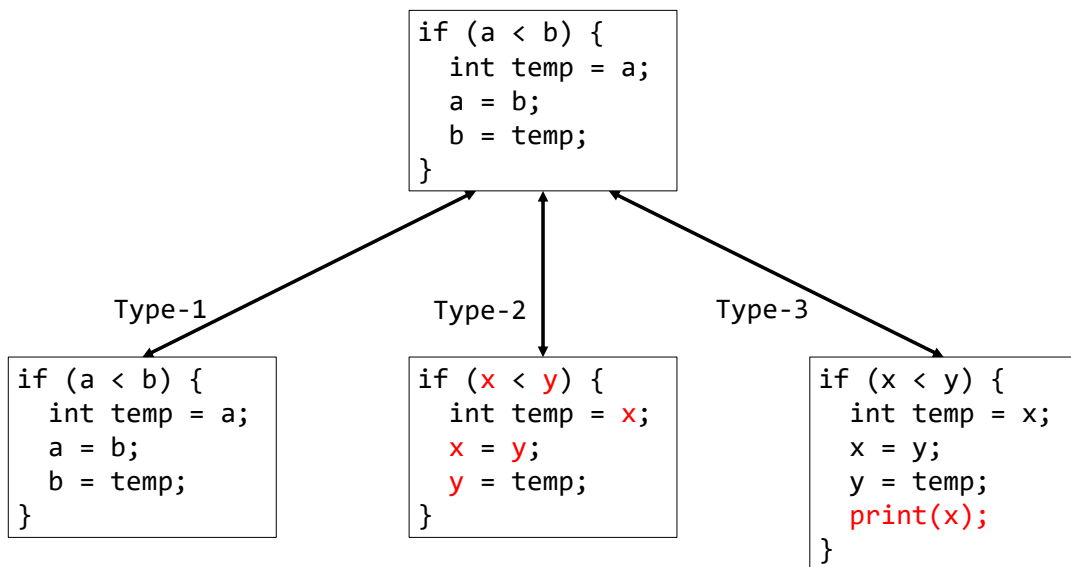 if (a < b) {
  int temp = a;
  a = b;
  b = temp;
}
Type-1
Type-2
Type-3
if (a < b) {
  int temp = a;
  a = b;
  b = temp;
}
if (x < y) {
  int temp = x;
  x = y;
  y = temp;
}
if (x < y) {
  int temp = x;
  x = y;
  y = temp;
  print(x);
}